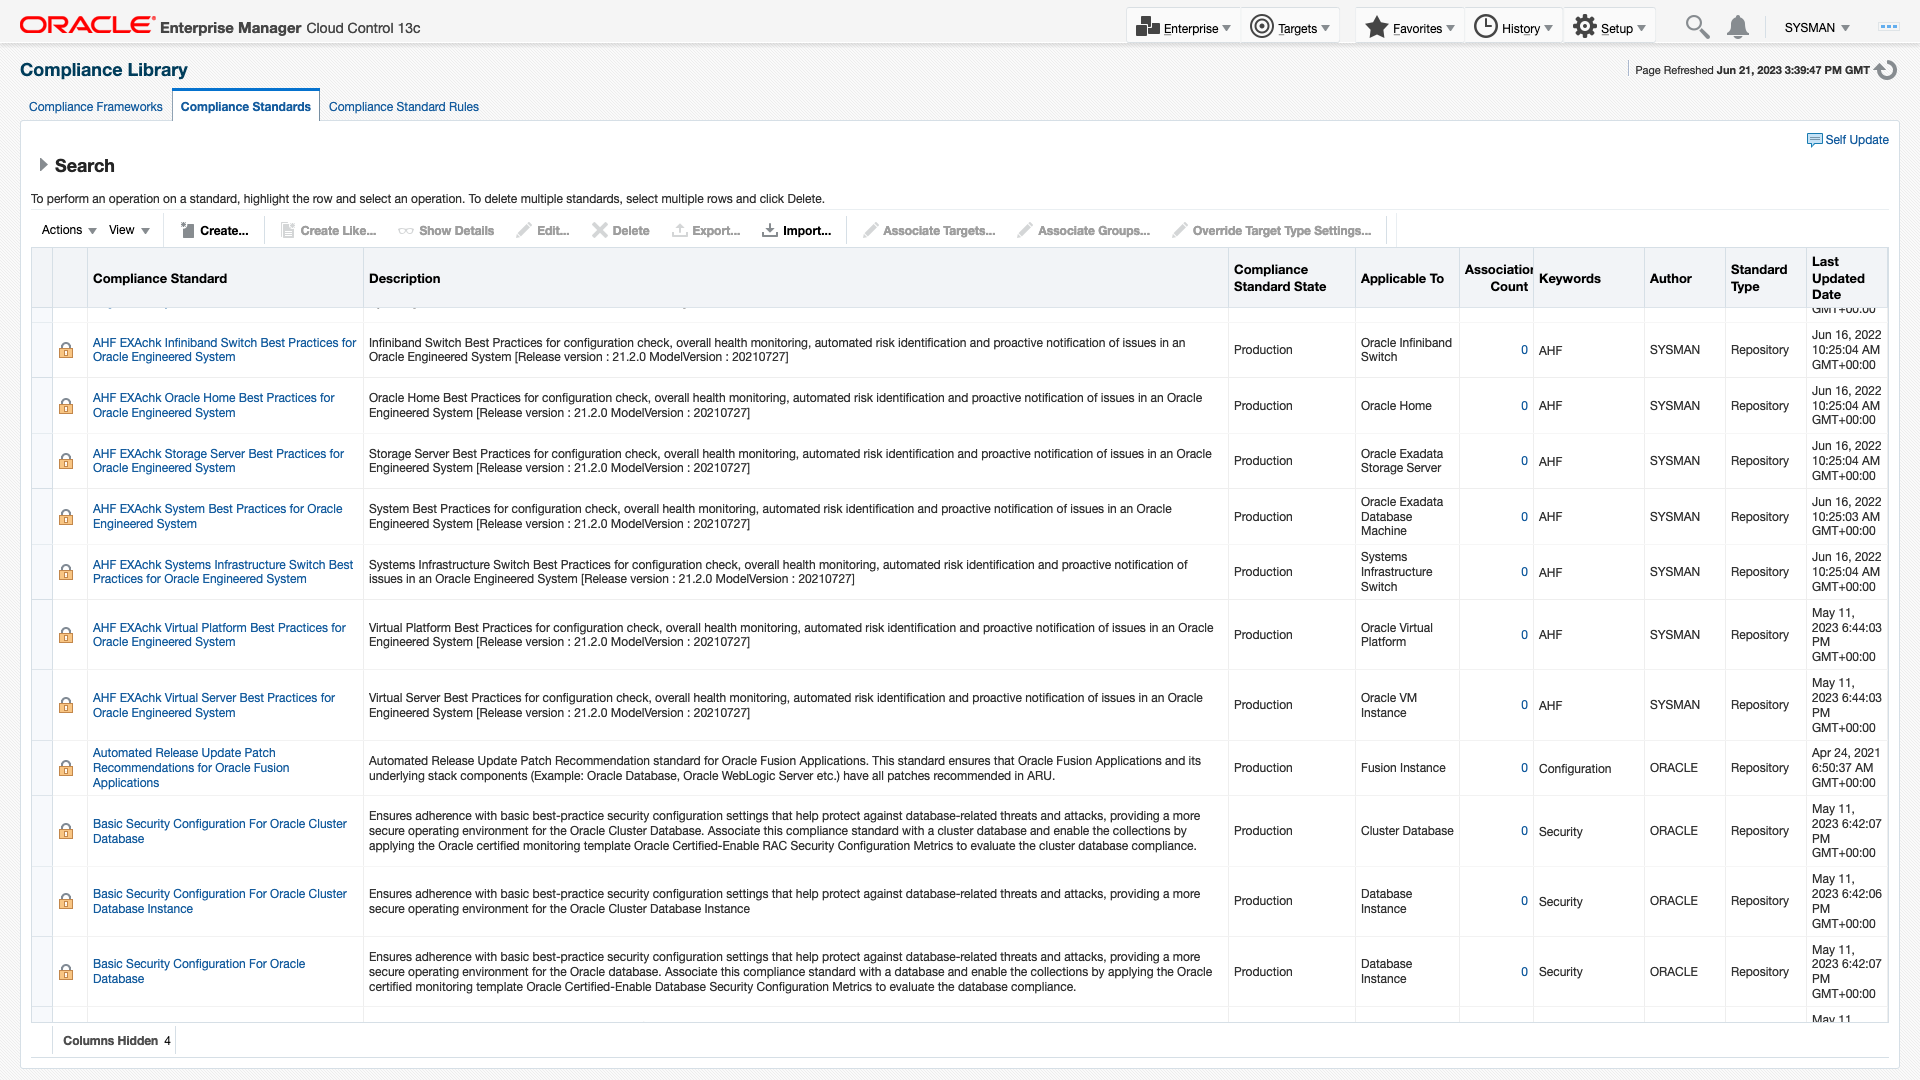 ORACLE Enterprise Manager Cloud Control 13c
Enterprise Targets Favorites History Setup SYSMAN
Compliance Library
Page Refreshed Jun 21, 2023 3:39:47 PM GMT
Compliance Frameworks Compliance Standards Compliance Standard Rules
Self Update
Search
To perform an operation on a standard, highlight the row and select an operation. To delete multiple standards, select multiple rows and click Delete.
Actions View Create... Create Like... Show Details Edit... Delete Export... Import... Associate Targets... Associate Groups... Override Target Type Settings...
Compliance Standard
Description
Compliance
Standard State
Applicable To
Association
Count
Keywords
Author
Standard
Type
Last
Updated
Date
GMT+00:00
AHF EXAchk Infiniband Switch Best Practices for
Oracle Engineered System
Infiniband Switch Best Practices for configuration check, overall health monitoring, automated risk identification and proactive notification of issues in an
Oracle Engineered System [Release version : 21.2.0 ModelVersion : 20210727]
Production
Oracle Infiniband
Switch
0
AHF
SYSMAN
Repository
Jun 16, 2022
10:25:04 AM
GMT+00:00
AHF EXAchk Oracle Home Best Practices for
Oracle Engineered System
Oracle Home Best Practices for configuration check, overall health monitoring, automated risk identification and proactive notification of issues in an Oracle
Engineered System [Release version : 21.2.0 ModelVersion : 20210727]
Production
Oracle Home
0
AHF
SYSMAN
Repository
Jun 16, 2022
10:25:04 AM
GMT+00:00
AHF EXAchk Storage Server Best Practices for
Oracle Engineered System
Storage Server Best Practices for configuration check, overall health monitoring, automated risk identification and proactive notification of issues in an Oracle
Engineered System [Release version : 21.2.0 ModelVersion : 20210727]
Production
Oracle Exadata
Storage Server
0
AHF
SYSMAN
Repository
Jun 16, 2022
10:25:04 AM
GMT+00:00
AHF EXAchk System Best Practices for Oracle
Engineered System
System Best Practices for configuration check, overall health monitoring, automated risk identification and proactive notification of issues in an Oracle
Engineered System [Release version : 21.2.0 ModelVersion : 20210727]
Production
Oracle Exadata
Database
Machine
0
AHF
SYSMAN
Repository
Jun 16, 2022
10:25:03 AM
GMT+00:00
AHF EXAchk Systems Infrastructure Switch Best
Practices for Oracle Engineered System
Systems Infrastructure Switch Best Practices for configuration check, overall health monitoring, automated risk identification and proactive notification of
issues in an Oracle Engineered System [Release version : 21.2.0 ModelVersion : 20210727]
Production
Systems
Infrastructure
Switch
0
AHF
SYSMAN
Repository
Jun 16, 2022
10:25:04 AM
GMT+00:00
AHF EXAchk Virtual Platform Best Practices for
Oracle Engineered System
Virtual Platform Best Practices for configuration check, overall health monitoring, automated risk identification and proactive notification of issues in an Oracle
Engineered System [Release version : 21.2.0 ModelVersion : 20210727]
Production
Oracle Virtual
Platform
0
AHF
SYSMAN
Repository
May 11,
2023 6:44:03
PM
GMT+00:00
AHF EXAchk Virtual Server Best Practices for
Oracle Engineered System
Virtual Server Best Practices for configuration check, overall health monitoring, automated risk identification and proactive notification of issues in an Oracle
Engineered System [Release version : 21.2.0 ModelVersion : 20210727]
Production
Oracle VM
Instance
0
AHF
SYSMAN
Repository
May 11,
2023 6:44:03
PM
GMT+00:00
Automated Release Update Patch
Recommendations for Oracle Fusion
Applications
Automated Release Update Patch Recommendation standard for Oracle Fusion Applications. This standard ensures that Oracle Fusion Applications and its
underlying stack components (Example: Oracle Database, Oracle WebLogic Server etc.) have all patches recommended in ARU.
Production
Fusion Instance
0
Configuration
ORACLE
Repository
Apr 24, 2021
6:50:37 AM
GMT+00:00
Basic Security Configuration For Oracle Cluster
Database
Ensures adherence with basic best-practice security configuration settings that help protect against database-related threats and attacks, providing a more
secure operating environment for the Oracle Cluster Database. Associate this compliance standard with a cluster database and enable the collections by
applying the Oracle certified monitoring template Oracle Certified-Enable RAC Security Configuration Metrics to evaluate the cluster database compliance.
Production
Cluster Database
0
Security
ORACLE
Repository
May 11,
2023 6:42:07
PM
GMT+00:00
Basic Security Configuration For Oracle Cluster
Database Instance
Ensures adherence with basic best-practice security configuration settings that help protect against database-related threats and attacks, providing a more
secure operating environment for the Oracle Cluster Database Instance
Production
Database
Instance
0
Security
ORACLE
Repository
May 11,
2023 6:42:06
PM
GMT+00:00
Basic Security Configuration For Oracle
Database
Ensures adherence with basic best-practice security configuration settings that help protect against database-related threats and attacks, providing a more
secure operating environment for the Oracle database. Associate this compliance standard with a database and enable the collections by applying the Oracle
certified monitoring template Oracle Certified-Enable Database Security Configuration Metrics to evaluate the database compliance.
Production
Database
Instance
0
Security
ORACLE
Repository
May 11,
2023 6:42:07
PM
GMT+00:00
May 11
Columns Hidden 4